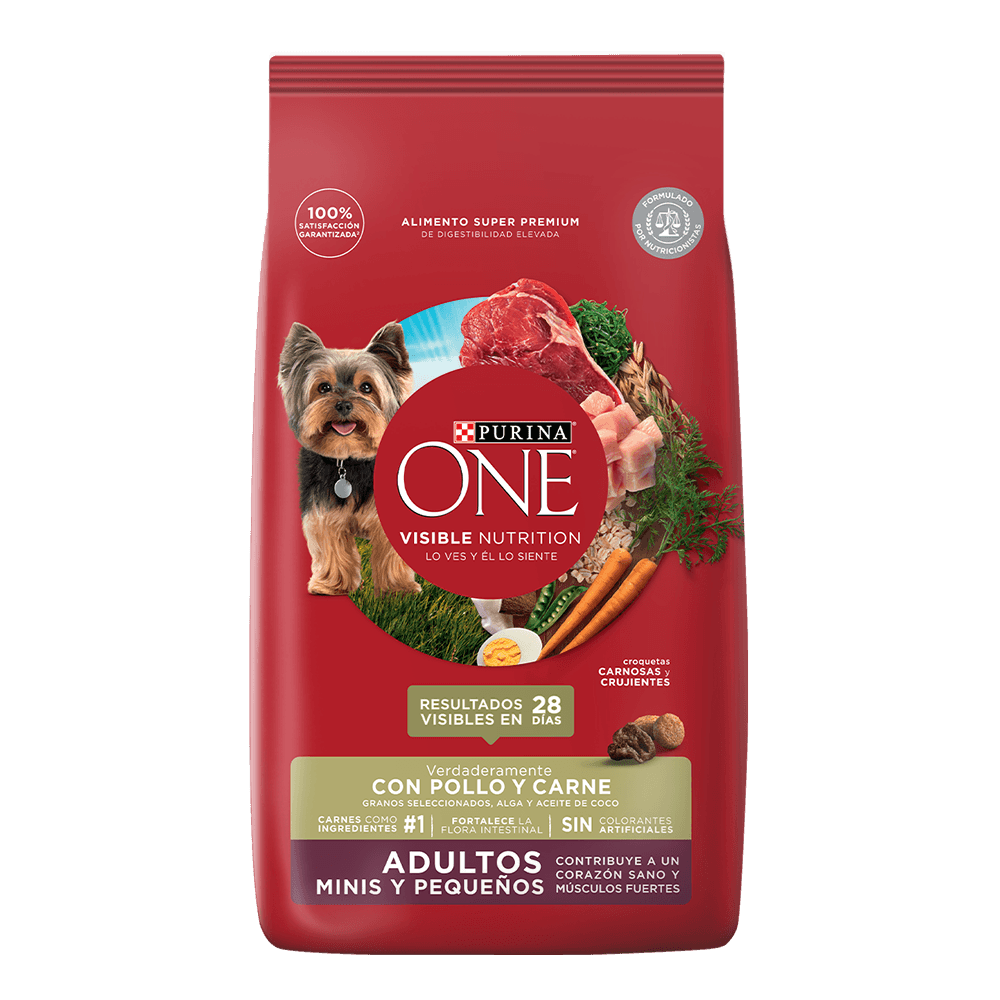 100%
SATISFACCIÓN
GARANTIZADA²
ALIMENTO SUPER PREMIUM
DE DIGESTIBILIDAD ELEVADA
FORMULADO
POR NUTRICIONISTAS
PURINA
ONE
VISIBLE NUTRITION
LO VES Y ÉL LO SIENTE
croquetas
CARNOSAS y
CRUJIENTES
RESULTADOS
VISIBLES EN
28
DÍAS
Verdaderamente
CON POLLO Y CARNE
GRANOS SELECCIONADOS, ALGA Y ACEITE DE COCO
CARNES COMO
INGREDIENTES #1
FORTALECE LA
FLORA INTESTINAL
SIN COLORANTES
ARTIFICIALES
ADULTOS
MINIS Y PEQUEÑOS
CONTRIBUYE A UN
CORAZÓN SANO Y
MÚSCULOS FUERTES